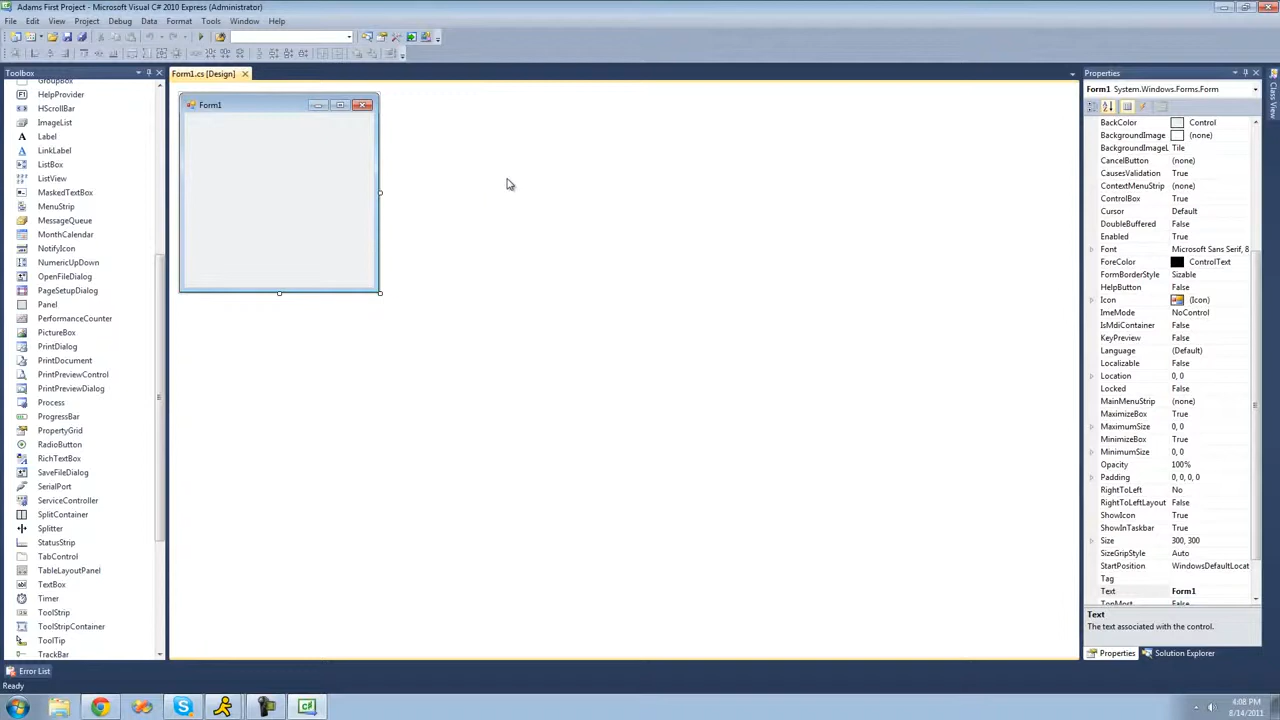 Adams First Project - Microsoft Visual C# 2010 Express (Administrator)
File Edit View Project Debug Data Format Tools Window Help
Toolbox
Form1.cs [Design]
Form1
GroupBox
HelpProvider
HScrollBar
ImageList
Label
LinkLabel
ListBox
ListView
MaskedTextBox
MenuStrip
MessageQueue
MonthCalendar
NotifyIcon
NumericUpDown
OpenFileDialog
PageSetupDialog
Panel
PerformanceCounter
PictureBox
PrintDialog
PrintDocument
PrintPreviewControl
PrintPreviewDialog
Process
ProgressBar
PropertyGrid
RadioButton
RichTextBox
SaveFileDialog
SerialPort
ServiceController
SplitContainer
Splitter
StatusStrip
TabControl
TableLayoutPanel
TextBox
Timer
ToolStrip
ToolStripContainer
ToolTip
TrackBar
Properties
Form1 System.Windows.Forms.Form
BackColor Control
BackgroundImage (none)
BackgroundImageL Tile
CancelButton (none)
CausesValidation True
ContextMenuStrip (none)
ControlBox True
Cursor Default
DoubleBuffered False
Enabled True
Font Microsoft Sans Serif, 8
ForeColor ControlText
FormBorderStyle Sizable
HelpButton False
Icon (Icon)
ImeMode NoControl
IsMdiContainer False
KeyPreview False
Language (Default)
Localizable False
Location 0, 0
Locked False
MainMenuStrip (none)
MaximizeBox True
MaximumSize 0, 0
MinimizeBox True
MinimumSize 0, 0
Opacity 100%
Padding 0, 0, 0, 0
RightToLeft No
RightToLeftLayout False
ShowIcon True
ShowInTaskbar True
Size 300, 300
SizeGripStyle Auto
StartPosition WindowsDefaultLocat
Tag
Text Form1
TopMost False
Text
The text associated with the control.
Properties Solution Explorer
Class View
Error List
Ready
4:08 PM
8/14/2011